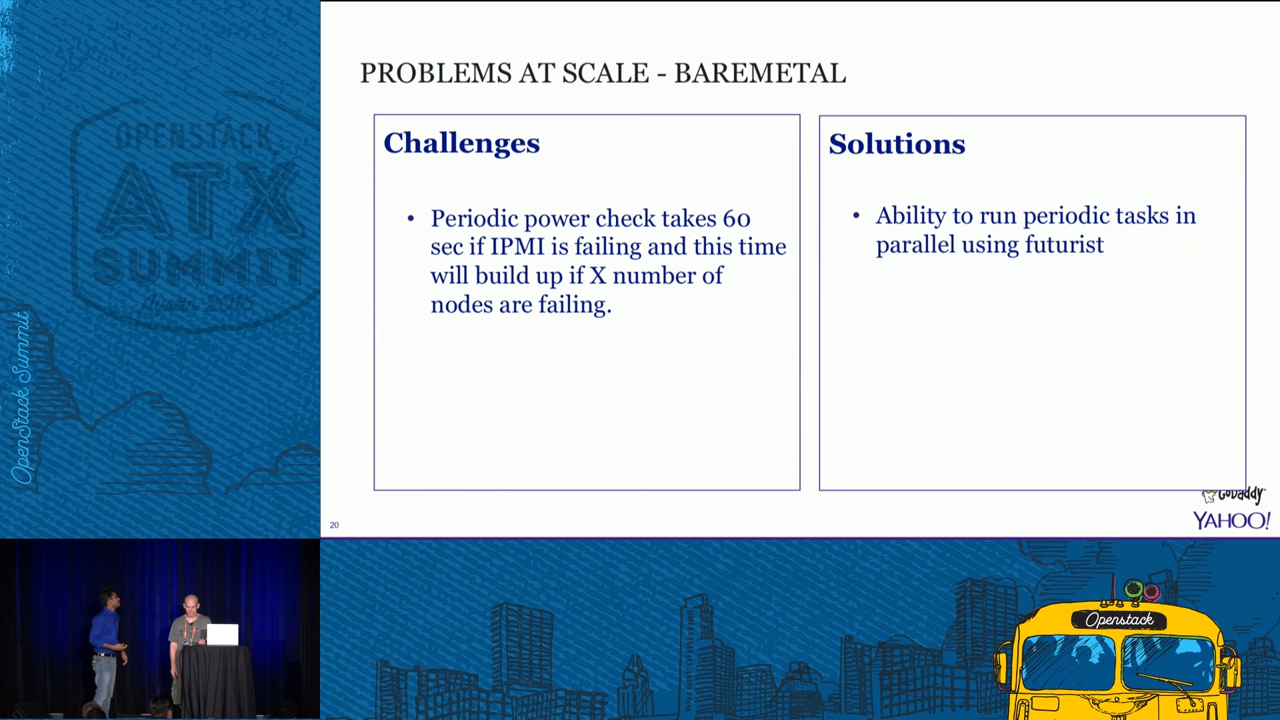 PROBLEMS AT SCALE - BAREMETAL
Challenges
• Periodic power check takes 60
sec if IPMI is failing and this time
will build up if X number of
nodes are failing.
Solutions
• Ability to run periodic tasks in
parallel using futurist
20
GoDaddy
YAHOO!
OPENSTACK
ATX
SUMMIT
Austin 2016
OpenStack Summit
Openstack